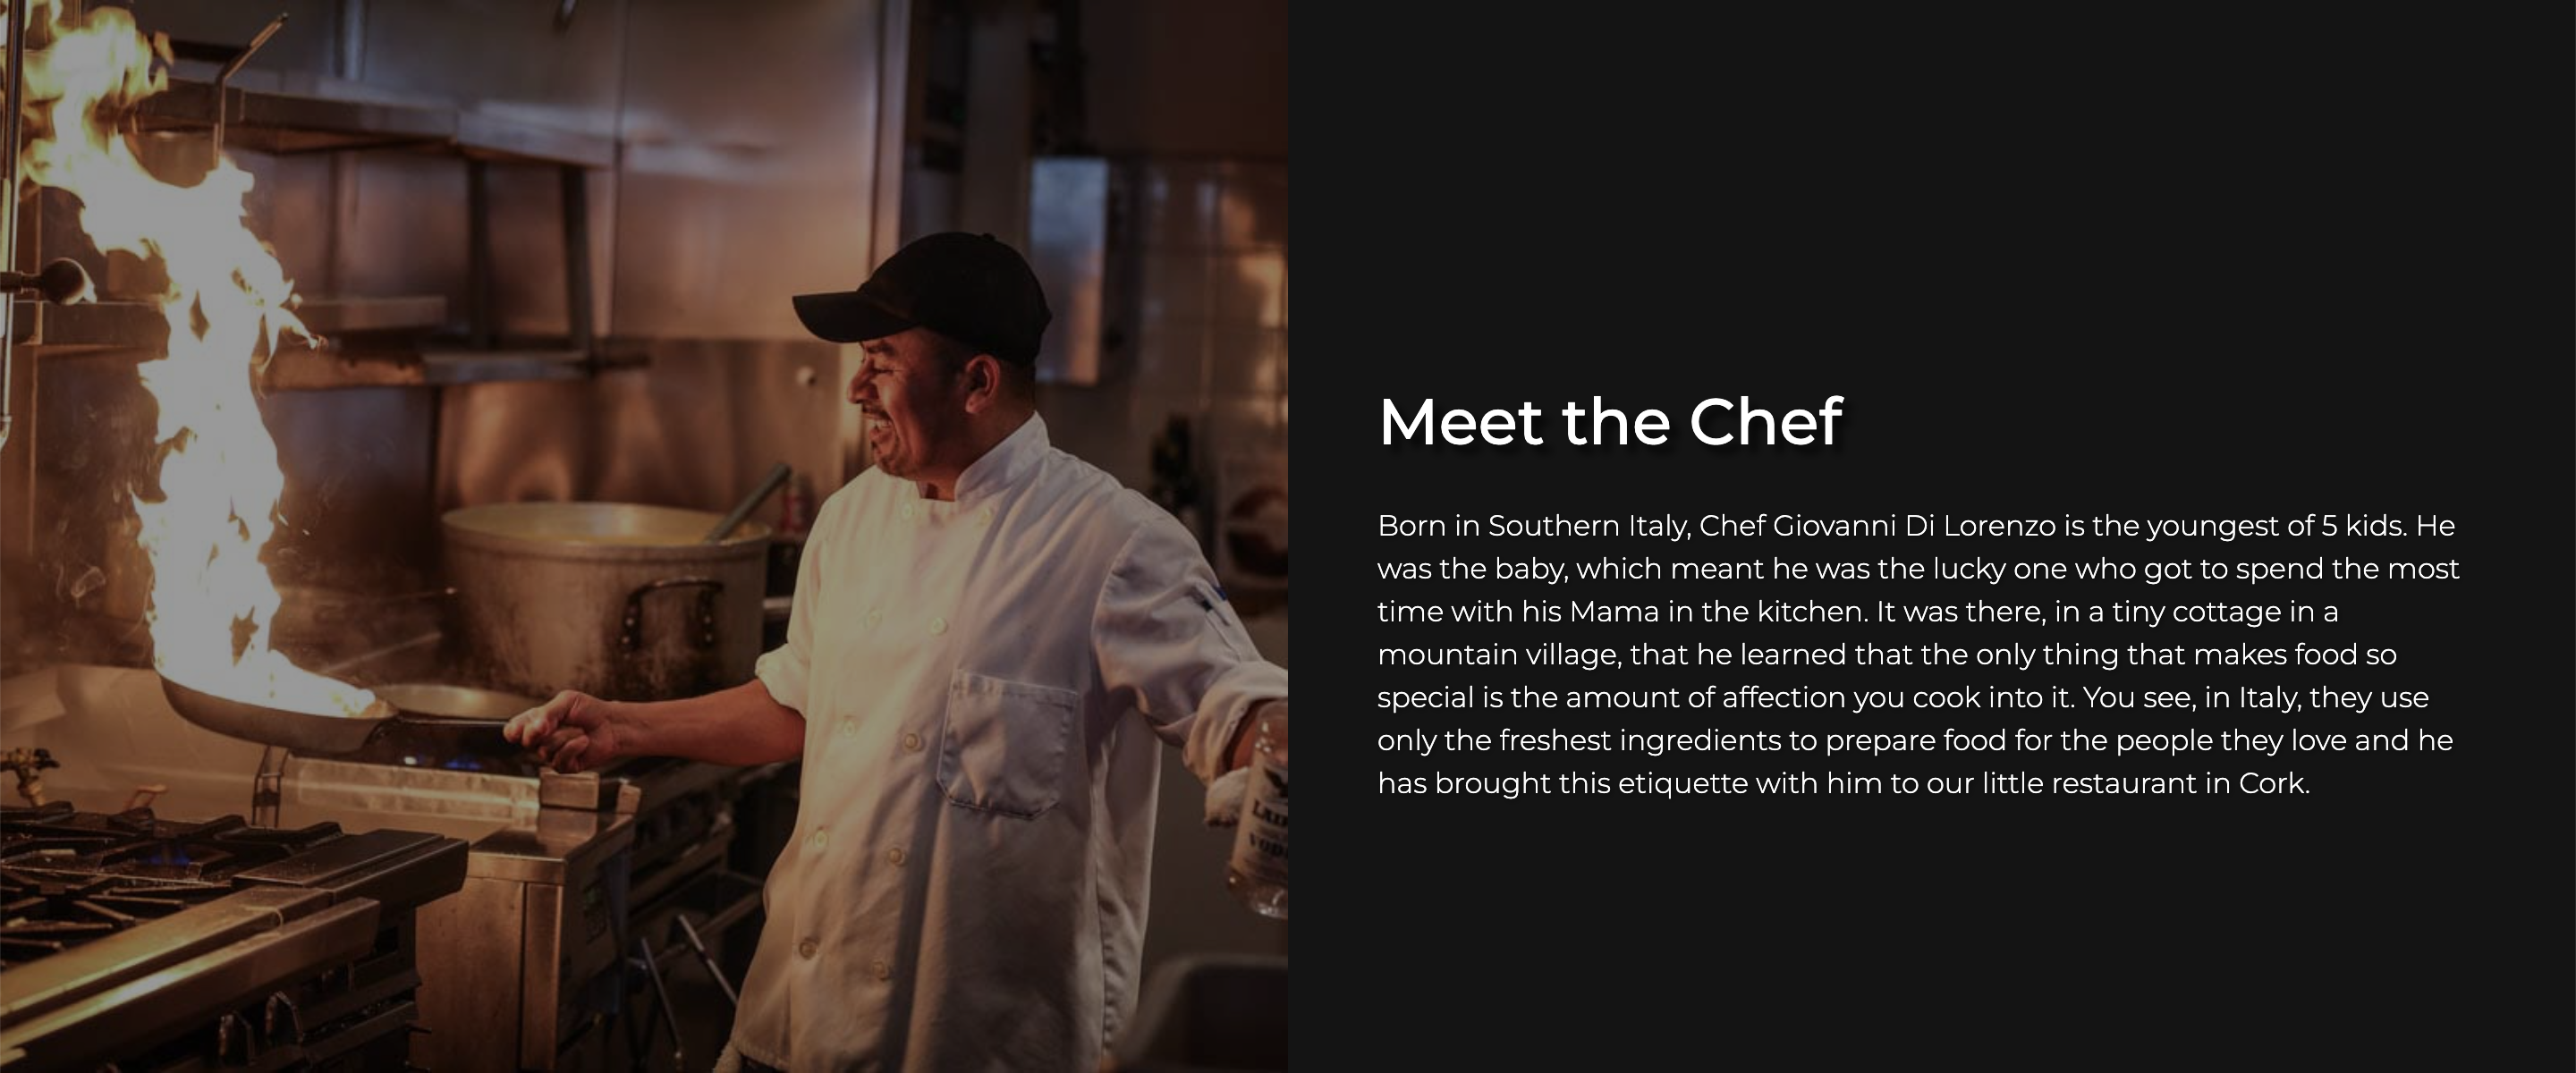 Meet the Chef
Born in Southern Italy, Chef Giovanni Di Lorenzo is the youngest of 5 kids. He
was the baby, which meant he was the lucky one who got to spend the most
time with his Mama in the kitchen. It was there, in a tiny cottage in a
mountain village, that he learned that the only thing that makes food so
special is the amount of affection you cook into it. You see, in Italy, they use
only the freshest ingredients to prepare food for the people they love and he
has brought this etiquette with him to our little restaurant in Cork.